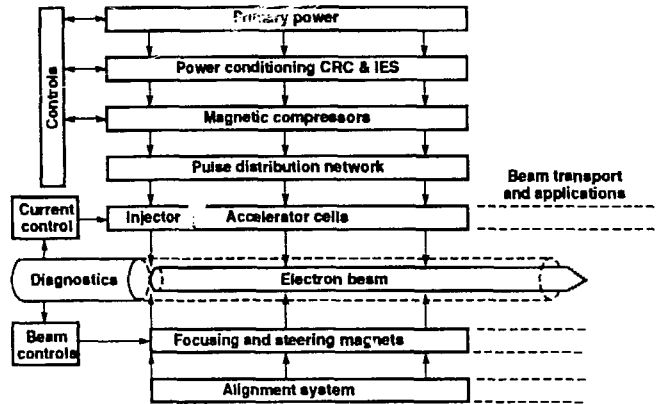 Primary power
Controls
Power conditioning CRC & IES
Magnetic compressors
Pulse distribution network
Beam transport
and applications
Current
control
Injector
Accelerator cells
Diagnostics
Electron beam
Beam
controls
Focusing and steering magnets
Alignment system